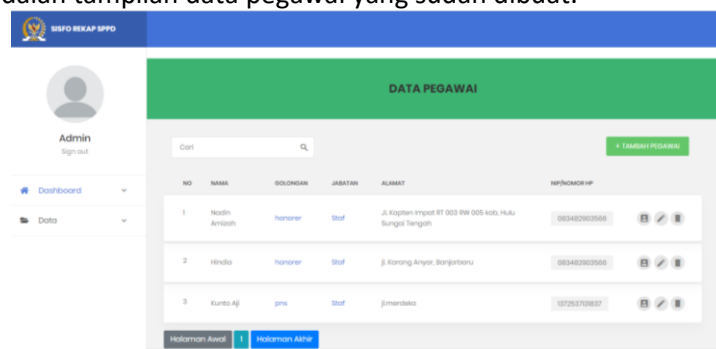 dalah tampilan data pegawai yang sudah dibuat.
SISFO REKAP SPPD
DATA PEGAWAI
Admin
Sign out
Cari
+ TAMBAH PEGAWAI
NO NAMA GOLONGAN JABATAN ALAMAT NIP/NOMOR HP
Dashboard
Data
1 Nadin Amizah honorer Staf Jl. Kapten Impat RT 003 RW 005 kab, Hulu
Sungai Tengah 083482903566
2 Hindia honorer Staf jl. Karang Anyar, Banjarbaru 083483903566
3 Kunto Aji pns Staf jl.merdeka 137253701837
Halaman Awal 1 Halaman Akhir